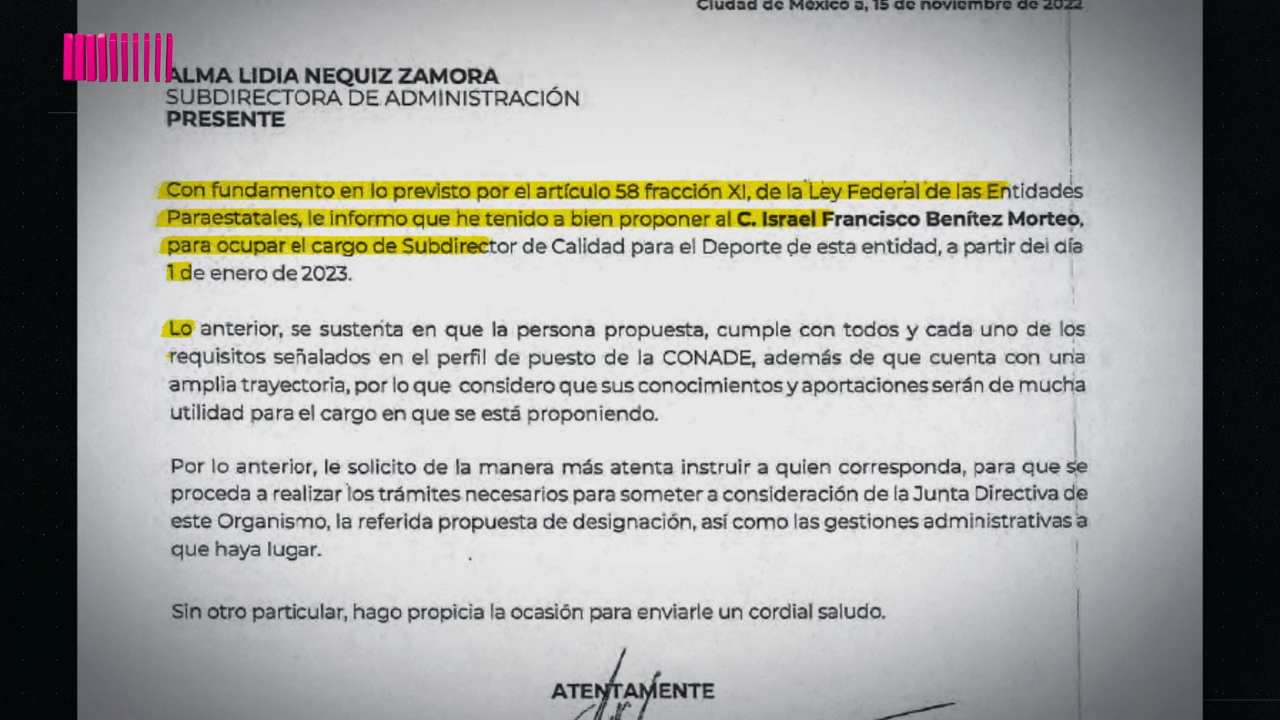 Ciudad de México a, 15 de noviembre de 2022
ALMA LIDIA NEQUIZ ZAMORA
SUBDIRECTORA DE ADMINISTRACIÓN
PRESENTE
Con fundamento en lo previsto por el artículo 58 fracción XI, de la Ley Federal de las Entidades
Paraestatales, le informo que he tenido a bien proponer al C. Israel Francisco Benítez Morteo,
para ocupar el cargo de Subdirector de Calidad para el Deporte de esta entidad, a partir del día
1 de enero de 2023.
Lo anterior, se sustenta en que la persona propuesta, cumple con todos y cada uno de los
requisitos señalados en el perfil de puesto de la CONADE, además de que cuenta con una
amplia trayectoria, por lo que considero que sus conocimientos y aportaciones serán de mucha
utilidad para el cargo en que se está proponiendo.
Por lo anterior, le solicito de la manera más atenta instruir a quien corresponda, para que se
proceda a realizar los trámites necesarios para someter a consideración de la Junta Directiva de
este Organismo, la referida propuesta de designación, así como las gestiones administrativas a
que haya lugar.
Sin otro particular, hago propicia la ocasión para enviarle un cordial saludo.
ATENTAMENTE